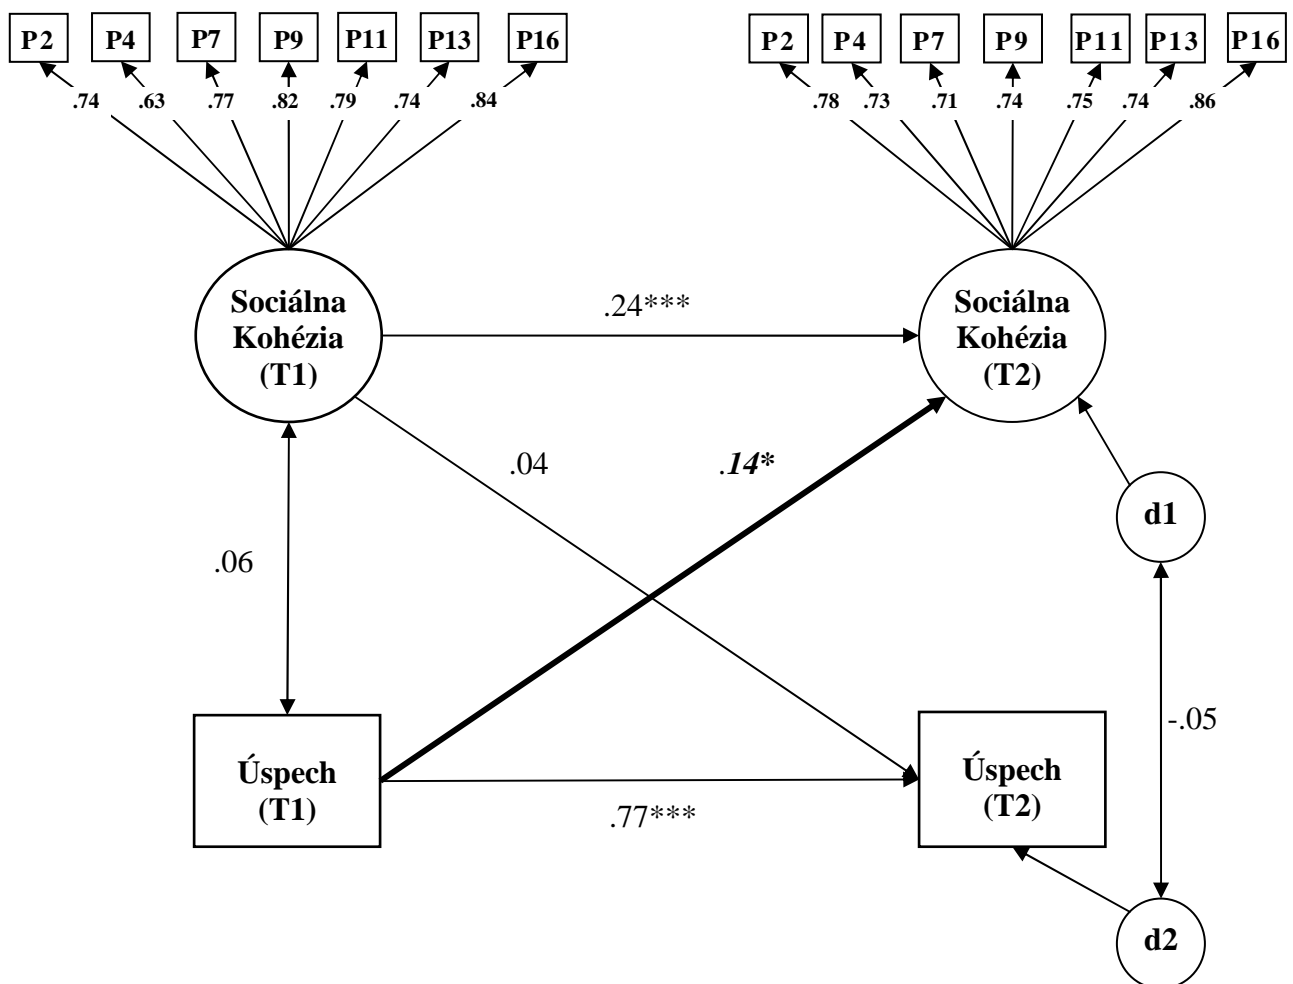 P2 P4 P7 P9 P11 P13 P16 P2 P4 P7 P9 P11 P13 P16
.74 .63 .77 .82 .79 .74 .84 .78 .73 .71 .74 .75 .74 .86
Sociálna
Kohézia
(T1)
.24***
Sociálna
Kohézia
(T2)
.04
.14*
d1
.06
-.05
Úspech
(T1)
.77***
Úspech
(T2)
d2